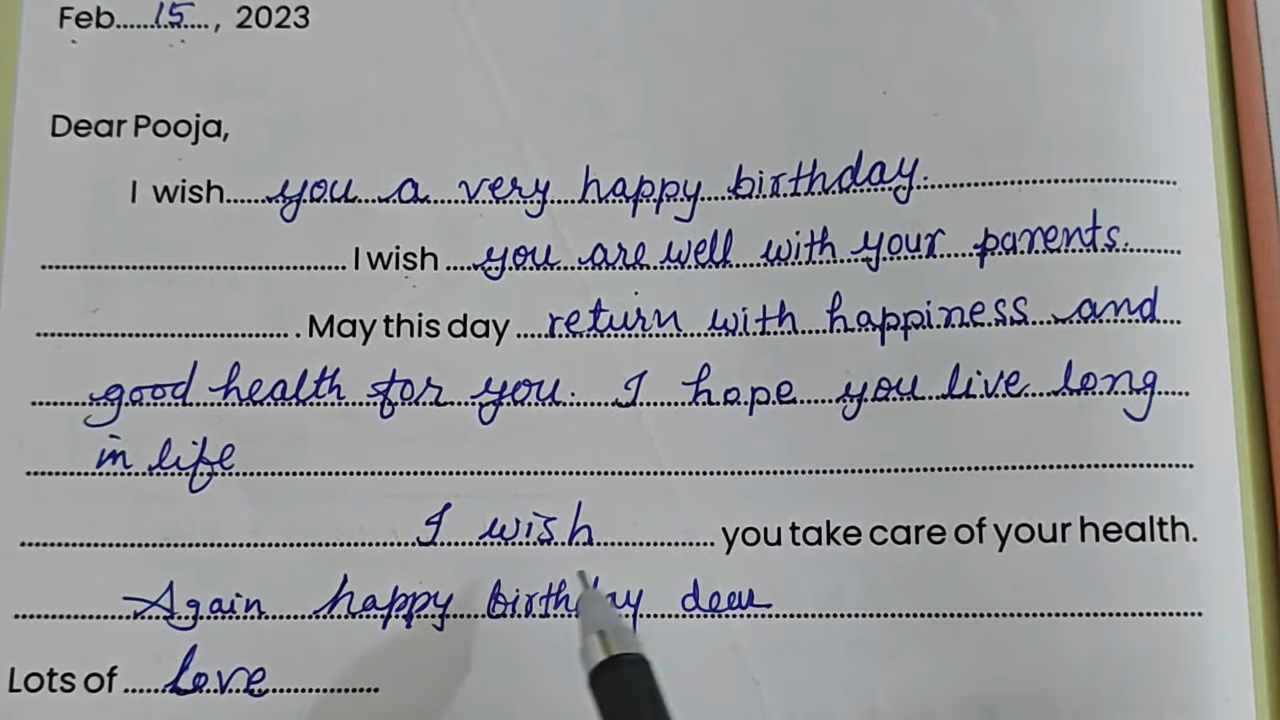 Feb......15...., 2023
Dear Pooja,
I wish you a very happy birthday.
I wish you are well with your parents.
. May this day return with happiness and
good health for you. I hope you live long
in life
I wish you take care of your health.
Again happy birthday dear
Lots of love